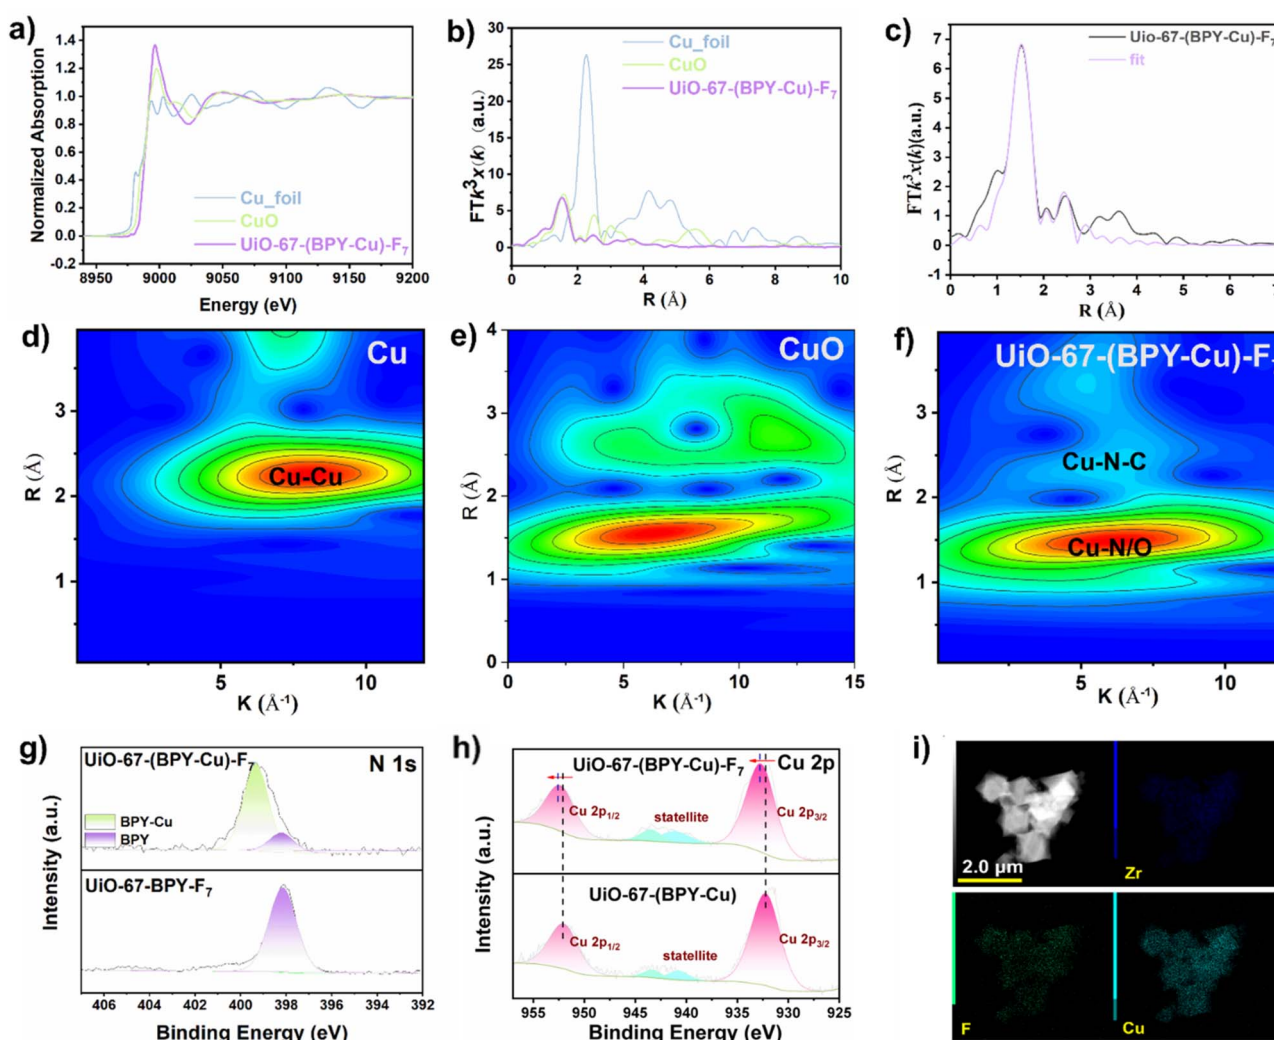 a)
1.4
1.2
1.0
0.8
0.6
0.4
0.2
0.0
-0.2
Normalized Absorption
Cu_foil
CuO
UiO-67-(BPY-Cu)-F₇
8950 9000 9050 9100 9150 9200
Energy (eV)
b)
30
25
20
15
10
5
0
FTk³x(k) (a.u.)
Cu_foil
CuO
UiO-67-(BPY-Cu)-F₇
0 2 4 6 8 10
R (Å)
c)
7
6
5
4
3
2
1
0
-1
FTk³x(k)(a.u.)
Uio-67-(BPY-Cu)-F₇
fit
0 1 2 3 4 5 6 7
R (Å)
d)
Cu
3
2
1
R (Å)
Cu-Cu
5 10
K (Å⁻¹)
e)
CuO
4
3
2
1
0
R (Å)
0 5 10 15
K (Å⁻¹)
f)
UiO-67-(BPY-Cu)-F₇
3
2
1
R (Å)
Cu-N-C
Cu-N/O
5 10
K (Å⁻¹)
g)
N 1s
UiO-67-(BPY-Cu)-F₇
BPY-Cu
BPY
UiO-67-BPY-F₇
Intensity (a.u.)
406 404 402 400 398 396 394 392
Binding Energy (eV)
h)
Cu 2p
UiO-67-(BPY-Cu)-F₇
Cu 2p₁/₂
statellite
Cu 2p₃/₂
UiO-67-(BPY-Cu)
Cu 2p₁/₂
statellite
Cu 2p₃/₂
Intensity (a.u.)
955 950 945 940 935 930 925
Binding Energy (eV)
i)
2.0 µm
Zr
F
Cu